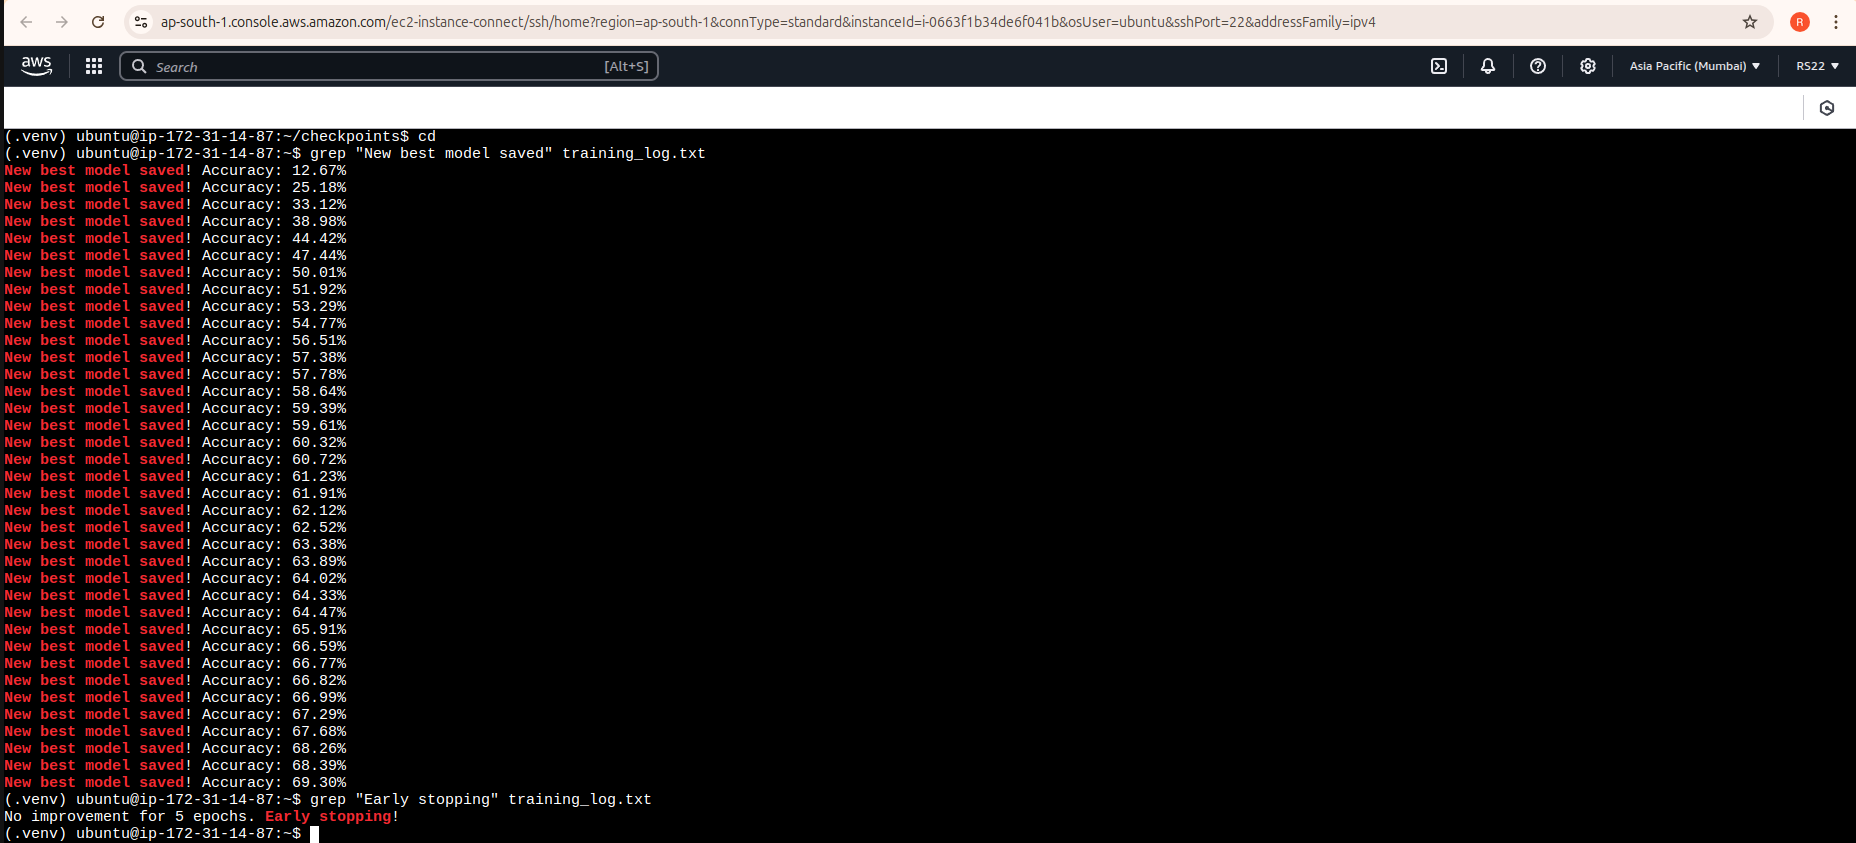 ap-south-1.console.aws.amazon.com/ec2-instance-connect/ssh/home?region=ap-south-1&connType=standard&instanceId=i-0663f1b34de6f041b&osUser=ubuntu&sshPort=22&addressFamily=ipv4
R
aws
Search
[Alt+S]
Asia Pacific (Mumbai)
RS22
(.venv) ubuntu@ip-172-31-14-87:~/checkpoints$ cd
(.venv) ubuntu@ip-172-31-14-87:~$ grep "New best model saved" training_log.txt
New best model saved! Accuracy: 12.67%
New best model saved! Accuracy: 25.18%
New best model saved! Accuracy: 33.12%
New best model saved! Accuracy: 38.98%
New best model saved! Accuracy: 44.42%
New best model saved! Accuracy: 47.44%
New best model saved! Accuracy: 50.01%
New best model saved! Accuracy: 51.92%
New best model saved! Accuracy: 53.29%
New best model saved! Accuracy: 54.77%
New best model saved! Accuracy: 56.51%
New best model saved! Accuracy: 57.38%
New best model saved! Accuracy: 57.78%
New best model saved! Accuracy: 58.64%
New best model saved! Accuracy: 59.39%
New best model saved! Accuracy: 59.61%
New best model saved! Accuracy: 60.32%
New best model saved! Accuracy: 60.72%
New best model saved! Accuracy: 61.23%
New best model saved! Accuracy: 61.91%
New best model saved! Accuracy: 62.12%
New best model saved! Accuracy: 62.52%
New best model saved! Accuracy: 63.38%
New best model saved! Accuracy: 63.89%
New best model saved! Accuracy: 64.02%
New best model saved! Accuracy: 64.33%
New best model saved! Accuracy: 64.47%
New best model saved! Accuracy: 65.91%
New best model saved! Accuracy: 66.59%
New best model saved! Accuracy: 66.77%
New best model saved! Accuracy: 66.82%
New best model saved! Accuracy: 66.99%
New best model saved! Accuracy: 67.29%
New best model saved! Accuracy: 67.68%
New best model saved! Accuracy: 68.26%
New best model saved! Accuracy: 68.39%
New best model saved! Accuracy: 69.30%
(.venv) ubuntu@ip-172-31-14-87:~$ grep "Early stopping" training_log.txt
No improvement for 5 epochs. Early stopping!
(.venv) ubuntu@ip-172-31-14-87:~$